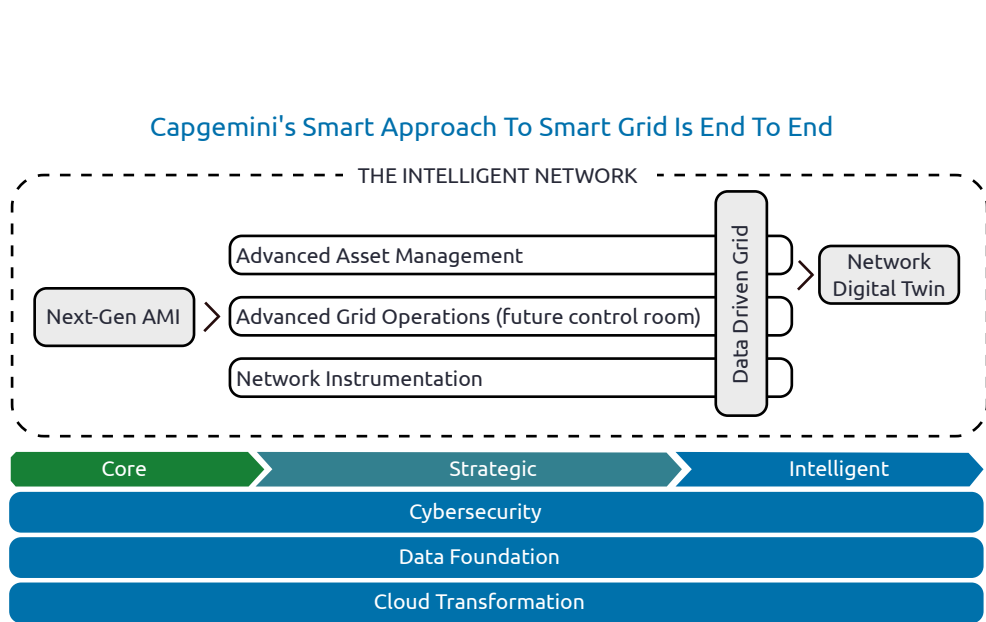 Capgemini's Smart Approach To Smart Grid Is End To End
THE INTELLIGENT NETWORK
Next-Gen AMI
Advanced Asset Management
Advanced Grid Operations (future control room)
Network Instrumentation
Data Driven Grid
Network
Digital Twin
Core
Strategic
Intelligent
Cybersecurity
Data Foundation
Cloud Transformation